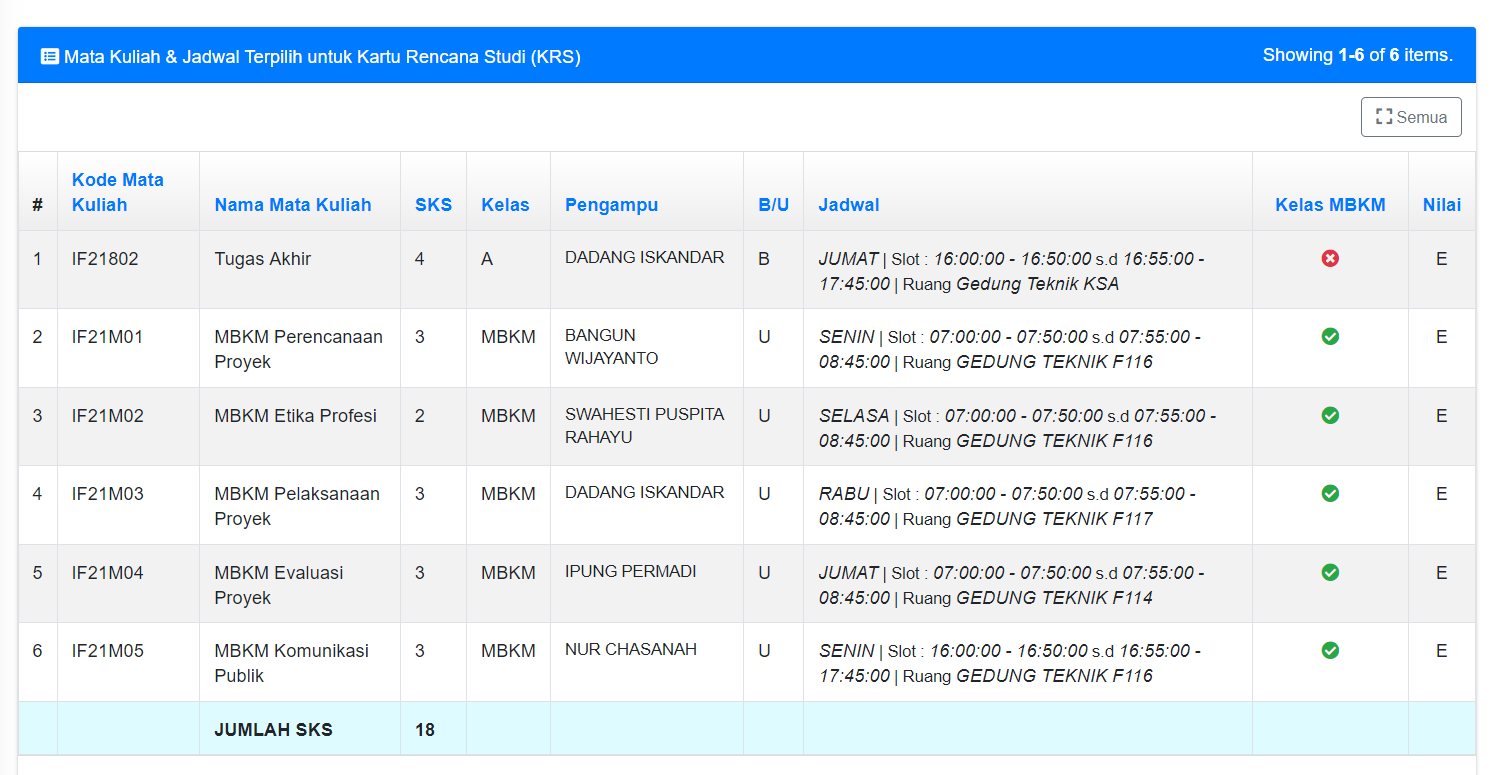 Mata Kuliah & Jadwal Terpilih untuk Kartu Rencana Studi (KRS)
Showing 1-6 of 6 items.
Semua
# Kode Mata Kuliah Nama Mata Kuliah SKS Kelas Pengampu B/U Jadwal Kelas MBKM Nilai
1 IF21802 Tugas Akhir 4 A DADANG ISKANDAR B JUMAT | Slot : 16:00:00 - 16:50:00 s.d 16:55:00 -
17:45:00 | Ruang Gedung Teknik KSA
E
2 IF21M01 MBKM Perencanaan
Proyek
3 MBKM BANGUN
WIJAYANTO
U SENIN | Slot : 07:00:00 - 07:50:00 s.d 07:55:00 -
08:45:00 | Ruang GEDUNG TEKNIK F116
E
3 IF21M02 MBKM Etika Profesi 2 MBKM SWAHESTI PUSPITA
RAHAYU
U SELASA | Slot : 07:00:00 - 07:50:00 s.d 07:55:00 -
08:45:00 | Ruang GEDUNG TEKNIK F116
E
4 IF21M03 MBKM Pelaksanaan
Proyek
3 MBKM DADANG ISKANDAR U RABU | Slot : 07:00:00 - 07:50:00 s.d 07:55:00 -
08:45:00 | Ruang GEDUNG TEKNIK F117
E
5 IF21M04 MBKM Evaluasi
Proyek
3 MBKM IPUNG PERMADI U JUMAT | Slot : 07:00:00 - 07:50:00 s.d 07:55:00 -
08:45:00 | Ruang GEDUNG TEKNIK F114
E
6 IF21M05 MBKM Komunikasi
Publik
3 MBKM NUR CHASANAH U SENIN | Slot : 16:00:00 - 16:50:00 s.d 16:55:00 -
17:45:00 | Ruang GEDUNG TEKNIK F116
E
JUMLAH SKS 18